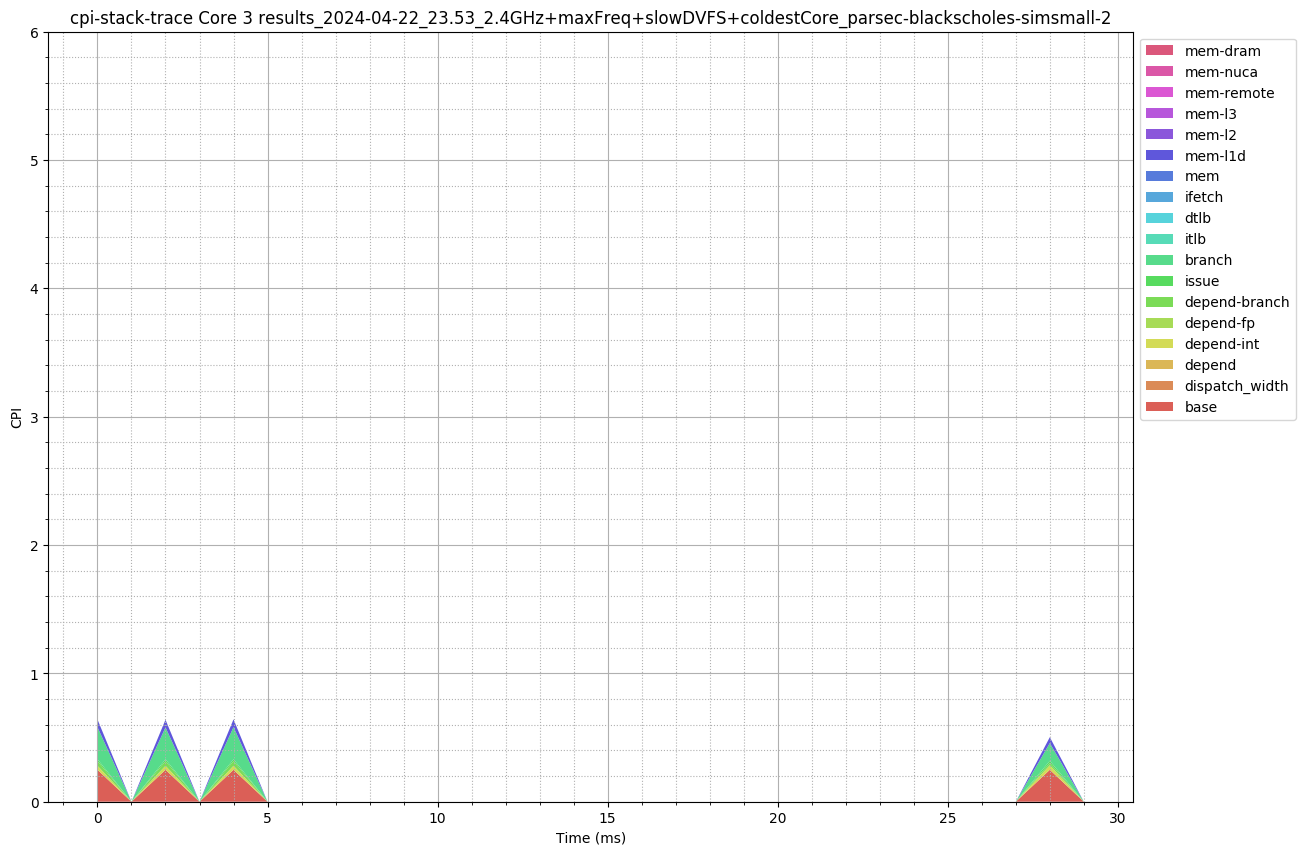 cpi-stack-trace Core 3 results_2024-04-22_23.53_2.4GHz+maxFreq+slowDVFS+coldestCore_parsec-blackscholes-simsmall-2
6
5
4
3
2
1
0
CPI
0
5
10
15
20
25
30
Time (ms)
mem-dram
mem-nuca
mem-remote
mem-l3
mem-l2
mem-l1d
mem
ifetch
dtlb
itlb
branch
issue
depend-branch
depend-fp
depend-int
depend
dispatch_width
base